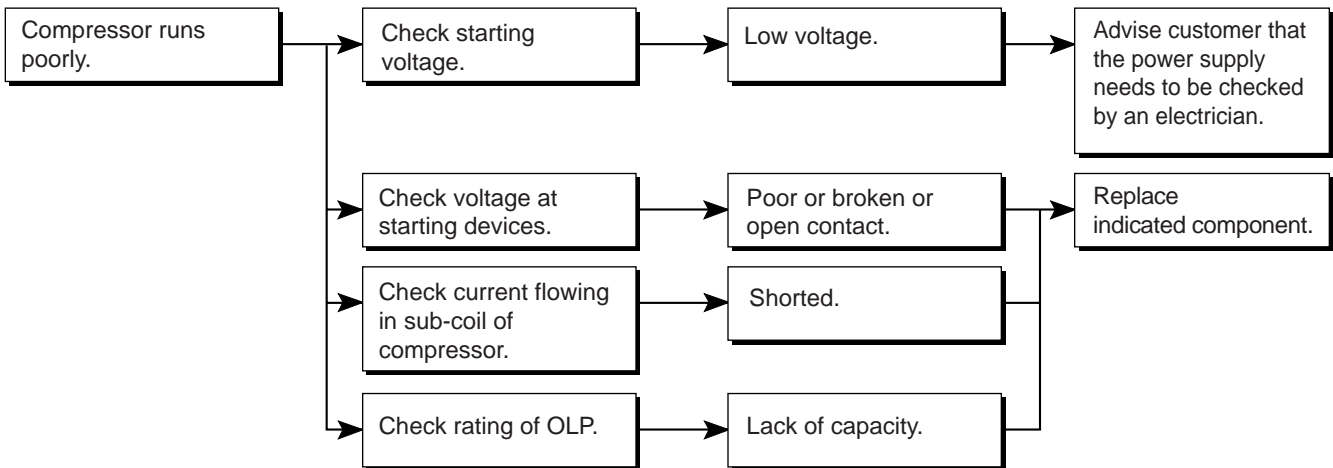 Compressor runs
poorly.
Check starting
voltage.
Low voltage.
Advise customer that
the power supply
needs to be checked
by an electrician.
Check voltage at
starting devices.
Poor or broken or
open contact.
Replace
indicated component.
Check current flowing
in sub-coil of
compressor.
Shorted.
Check rating of OLP.
Lack of capacity.